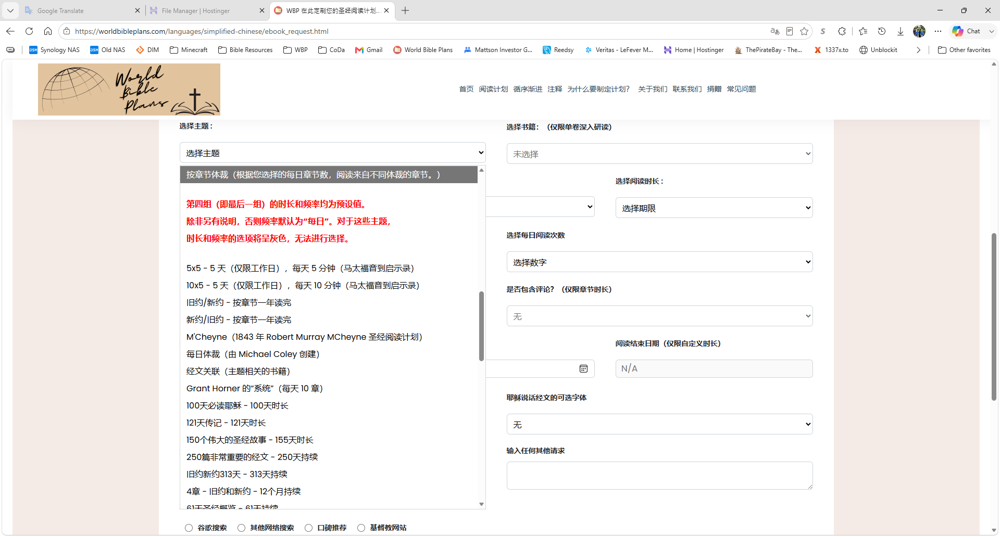 Google Translate
File Manager | Hostinger
WBP 在此定制您的圣经阅读计划...
https://worldbibleplans.com/languages/simplified-chinese/ebook_request.html
Chat
Synology NAS
Old NAS
DIM
Minecraft
Bible Resources
WBP
CoDa
Gmail
World Bible Plans
Mattson Investor G...
Reedsy
Veritas - LeFever M...
Home | Hostinger
ThePirateBay - The...
1337x.to
Unblockit
Other favorites
World
Bible
Plans
首页 阅读计划 循序渐进 注释 为什么要制定计划？ 关于我们 联系我们 捐赠 常见问题
选择主题：
选择主题
按章节体裁（根据您选择的每日章节数，阅读来自不同体裁的章节。）
第四组（即最后一组）的时长和频率均为预设值。
除非另有说明，否则频率默认为“每日”。对于这些主题，
时长和频率的选项将呈灰色，无法进行选择。
5x5 - 5 天（仅限工作日），每天 5 分钟（马太福音到启示录）
10x5 - 5 天（仅限工作日），每天 10 分钟（马太福音到启示录）
旧约/新约 - 按章节一年读完
新约/旧约 - 按章节一年读完
M'Cheyne（1843 年 Robert Murray MCheyne 圣经阅读计划）
每日体裁（由 Michael Coley 创建）
经文关联（主题相关的书籍）
Grant Horner 的“系统”（每天 10 章）
100天必读耶稣 - 100天时长
121天传记 - 121天时长
150个伟大的圣经故事 - 155天时长
250篇非常重要的经文 - 250天持续
旧约新约313天 - 313天持续
4章 - 旧约和新约 - 12个月持续
61天圣经概览 - 61天持续
选择书籍：（仅限单卷深入研读）
未选择
选择阅读时长：
选择期限
选择每日阅读次数
选择数字
是否包含评论？（仅限章节时长）
无
阅读结束日期（仅限自定义时长）
N/A
耶稣说话经文的可选字体
无
输入任何其他请求
谷歌搜索 其他网络搜索 口碑推荐 基督教网站